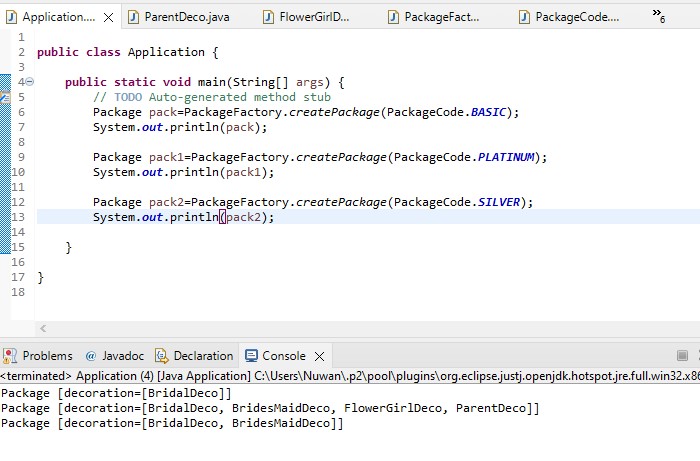 Application.... ParentDeco.java FlowerGirlD... PackageFact... PackageCode.... »6
1
2 public class Application {
3
4 public static void main(String[] args) {
5 // TODO Auto-generated method stub
6 Package pack=PackageFactory.createPackage(PackageCode.BASIC);
7 System.out.println(pack);
8
9 Package pack1=PackageFactory.createPackage(PackageCode.PLATINUM);
10 System.out.println(pack1);
11
12 Package pack2=PackageFactory.createPackage(PackageCode.SILVER);
13 System.out.println(pack2);
14
15 }
16
17 }
18
Problems @ Javadoc Declaration Console
<terminated> Application (4) [Java Application] C:\Users\Nuwan\.p2\pool\plugins\org.eclipse.justj.openjdk.hotspot.jre.full.win32.x86
Package [decoration=[BridalDeco]]
Package [decoration=[BridalDeco, BridesMaidDeco, FlowerGirlDeco, ParentDeco]]
Package [decoration=[BridalDeco, BridesMaidDeco]]